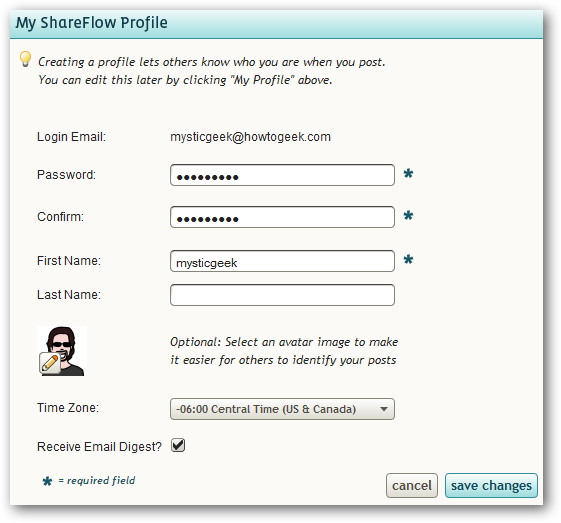 My ShareFlow Profile
Creating a profile lets others know who you are when you post.
You can edit this later by clicking "My Profile" above.
Login Email: mysticgeek@howtogeek.com
Password: ••••••••• *
Confirm: ••••••••• *
First Name: mysticgeek *
Last Name:
Optional: Select an avatar image to make
it easier for others to identify your posts
Time Zone: -06:00 Central Time (US & Canada)
Receive Email Digest?
* = required field
cancel save changes